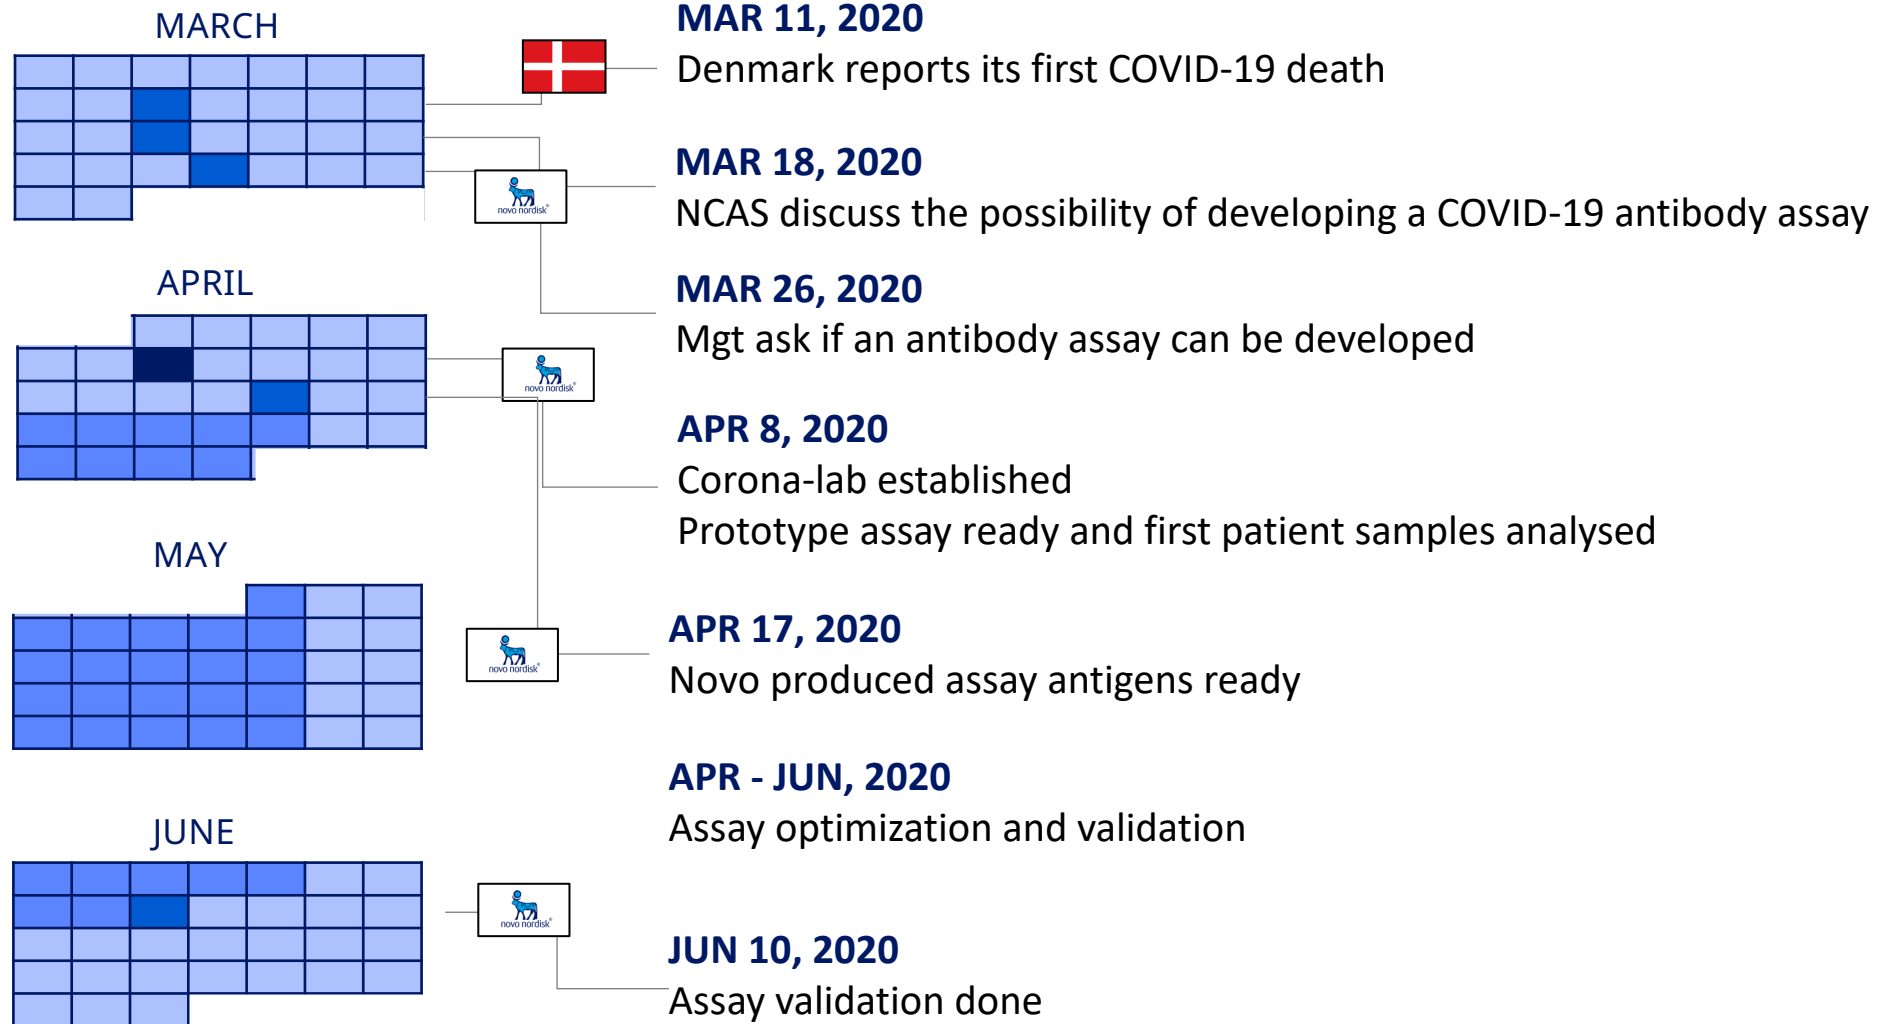 MARCH
APRIL
MAY
JUNE
MAR 11, 2020
Denmark reports its first COVID-19 death
MAR 18, 2020
NCAS discuss the possibility of developing a COVID-19 antibody assay
novo nordisk®
MAR 26, 2020
Mgt ask if an antibody assay can be developed
novo nordisk®
APR 8, 2020
Corona-lab established
Prototype assay ready and first patient samples analysed
novo nordisk®
APR 17, 2020
Novo produced assay antigens ready
APR - JUN, 2020
Assay optimization and validation
novo nordisk®
JUN 10, 2020
Assay validation done